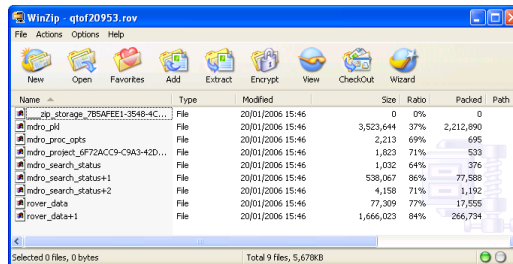 WinZip - qtof20953.rov
File Actions Options Help
New Open Favorites Add Extract Encrypt View CheckOut Wizard
Name Type Modified Size Ratio Packed Path
__zip_storage_7B5AFEE1-3548-4C... File 20/01/2006 15:46 0 0% 0
mdro_pkl File 20/01/2006 15:46 3,523,644 37% 2,212,890
mdro_proc_opts File 20/01/2006 15:46 2,213 69% 695
mdro_project_6F72ACC9-C9A3-42D... File 20/01/2006 15:46 1,823 71% 533
mdro_search_status File 20/01/2006 15:46 1,032 64% 376
mdro_search_status+1 File 20/01/2006 15:46 538,067 86% 77,588
mdro_search_status+2 File 20/01/2006 15:46 4,158 71% 1,192
rover_data File 20/01/2006 15:46 77,309 77% 17,555
rover_data+1 File 20/01/2006 15:46 1,666,023 84% 266,734
Selected 0 files, 0 bytes Total 9 files, 5,678KB